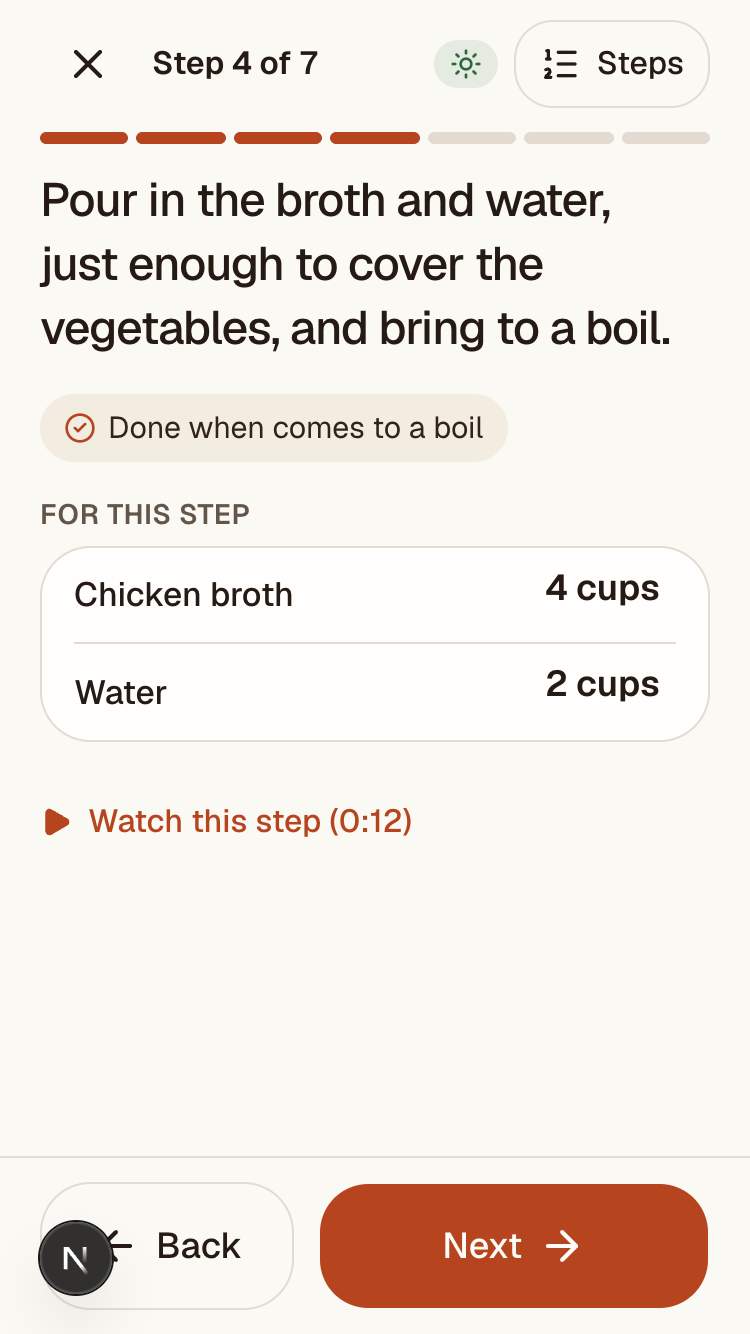 Step 4 of 7
Steps
Pour in the broth and water,
just enough to cover the
vegetables, and bring to a boil.
Done when comes to a boil
FOR THIS STEP
Chicken broth 4 cups
Water 2 cups
Watch this step (0:12)
N Back
Next